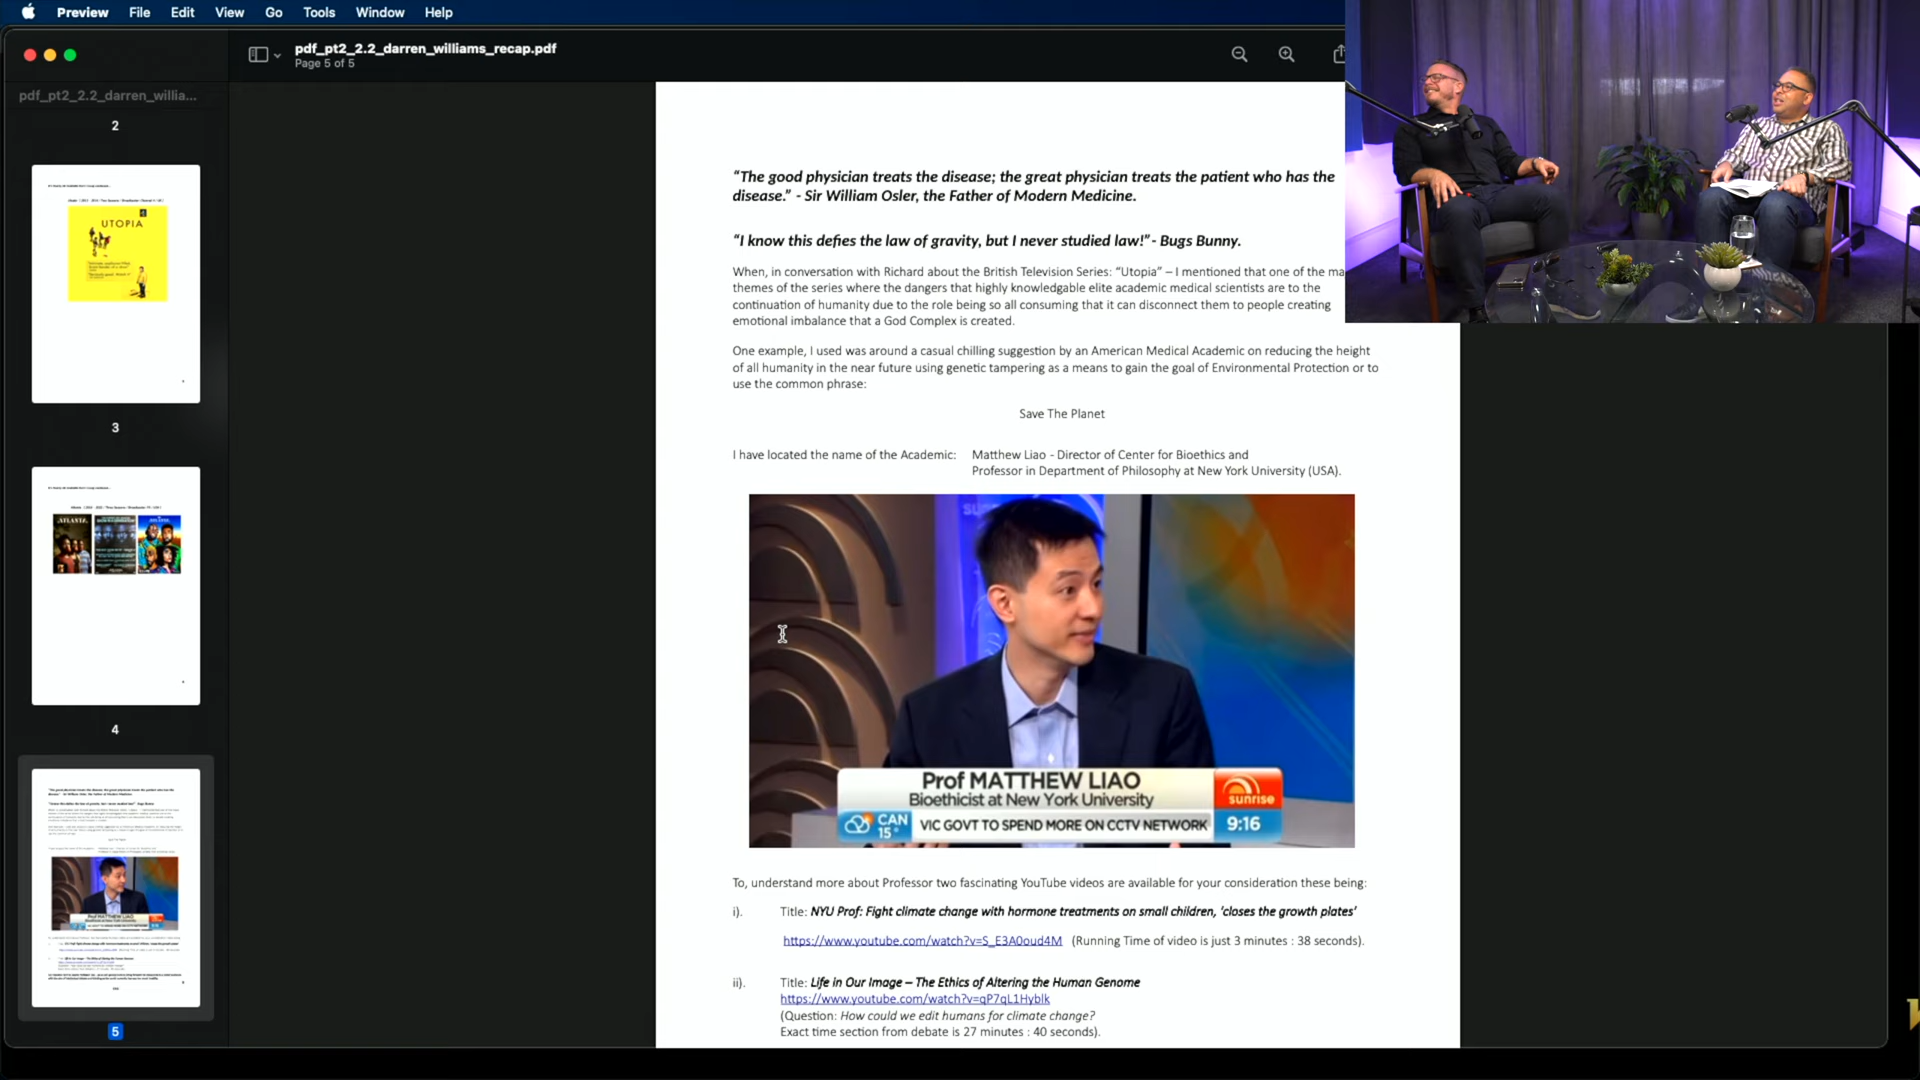 Preview File Edit View Go Tools Window Help
pdf_pt2_2.2_darren_williams_recap.pdf
Page 5 of 5
pdf_pt2_2.2_darren_willia...
2
UTOPIA
3
ATLANTA
4
5
“The good physician treats the disease; the great physician treats the patient who has the
disease.” - Sir William Osler, the Father of Modern Medicine.
“I know this defies the law of gravity, but I never studied law!”- Bugs Bunny.
When, in conversation with Richard about the British Television Series: “Utopia” – I mentioned that one of the ma
themes of the series where the dangers that highly knowledgable elite academic medical scientists are to the
continuation of humanity due to the role being so all consuming that it can disconnect them to people creating
emotional imbalance that a God Complex is created.
One example, I used was around a casual chilling suggestion by an American Medical Academic on reducing the height
of all humanity in the near future using genetic tampering as a means to gain the goal of Environmental Protection or to
use the common phrase:
Save The Planet
I have located the name of the Academic: Matthew Liao - Director of Center for Bioethics and
Professor in Department of Philosophy at New York University (USA).
Prof MATTHEW LIAO
Bioethicist at New York University
sunrise
CAN
15°
VIC GOVT TO SPEND MORE ON CCTV NETWORK
9:16
To, understand more about Professor two fascinating YouTube videos are available for your consideration these being:
i). Title: NYU Prof: Fight climate change with hormone treatments on small children, ‘closes the growth plates’
https://www.youtube.com/watch?v=S_E3A0oud4M (Running Time of video is just 3 minutes : 38 seconds).
ii). Title: Life in Our Image – The Ethics of Altering the Human Genome
https://www.youtube.com/watch?v=qP7qL1Hyblk
(Question: How could we edit humans for climate change?
Exact time section from debate is 27 minutes : 40 seconds).